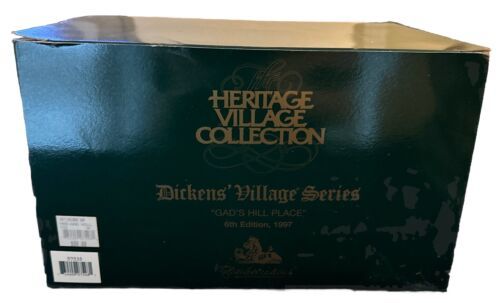 The
HERITAGE
VILLAGE
COLLECTION
Dickens' Village Series
"GAD'S HILL PLACE"
6th Edition, 1997